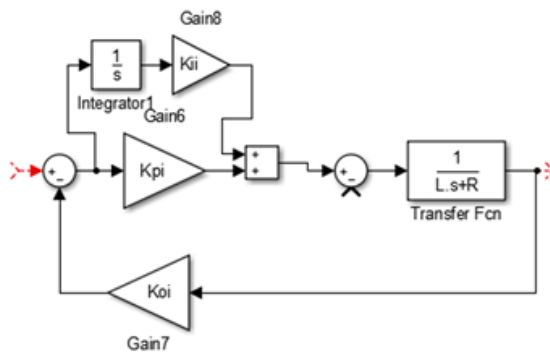 Gain8
1
s
Kii
Integrator1
Gain6
Kpi
+
-
+
+
+
-
1
L.s+R
Transfer Fcn
Koi
Gain7